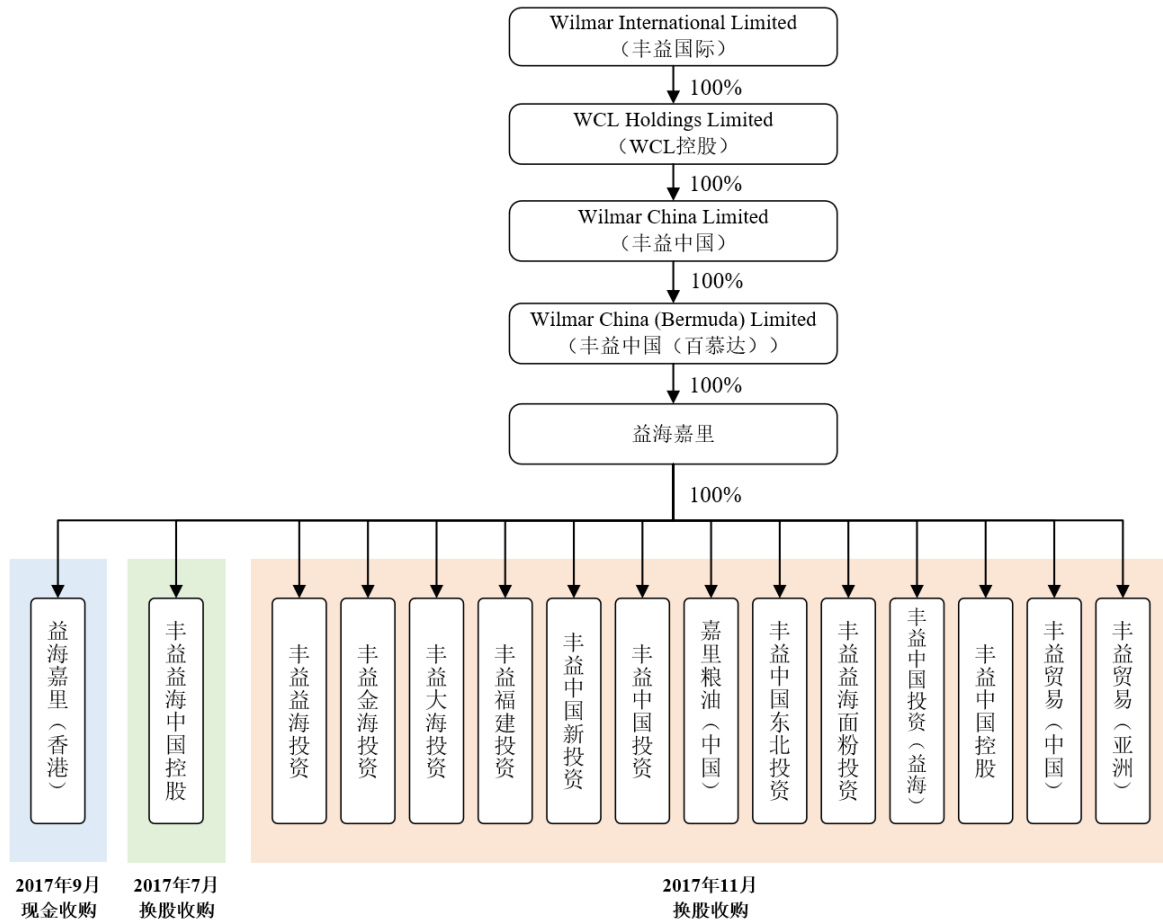 Wilmar International Limited
（丰益国际）
100%
WCL Holdings Limited
（WCL控股）
100%
Wilmar China Limited
（丰益中国）
100%
Wilmar China (Bermuda) Limited
（丰益中国（百慕达））
100%
益海嘉里
100%
益海嘉里（香港）
丰益益海中国控股
丰益益海投资
丰益金海投资
丰益大海投资
丰益福建投资
丰益中国新投资
丰益中国投资
嘉里粮油（中国）
丰益中国东北投资
丰益益海面粉投资
丰益中国投资（益海）
丰益中国控股
丰益贸易（中国）
丰益贸易（亚洲）
2017年9月
现金收购
2017年7月
换股收购
2017年11月
换股收购